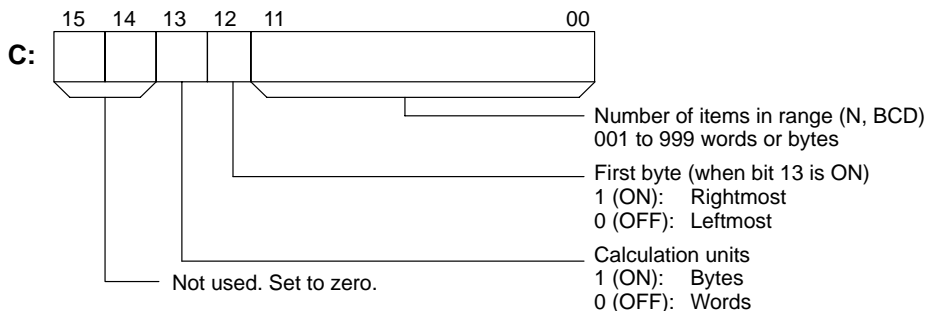 15 14 13 12 11 00
C:
Number of items in range (N, BCD)
001 to 999 words or bytes
First byte (when bit 13 is ON)
1 (ON): Rightmost
0 (OFF): Leftmost
Calculation units
1 (ON): Bytes
0 (OFF): Words
Not used. Set to zero.